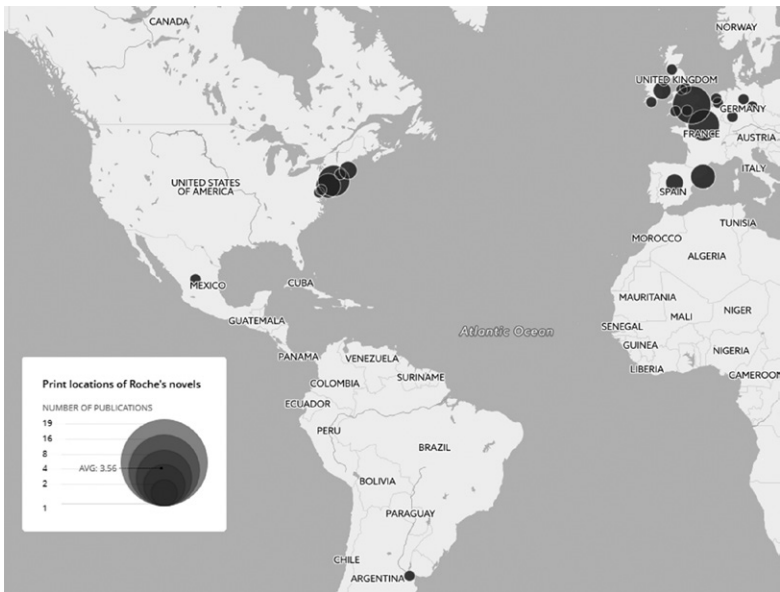 CANADA
NORWAY
UNITED KINGDOM
GERMANY
FRANCE
AUSTRIA
ITALY
SPAIN
UNITED STATES
OF AMERICA
TUNISIA
MOROCCO
ALGERIA
MEXICO
CUBA
MAURITANIA
MALI
NIGER
GUATEMALA
SENEGAL
Atlantic Ocean
GUINEA
NIGERIA
PANAMA
VENEZUELA
LIBERIA
CAMEROON
SURINAME
COLOMBIA
ECUADOR
PERU
BRAZIL
BOLIVIA
PARAGUAY
CHILE
ARGENTINA
Print locations of Roche's novels
NUMBER OF PUBLICATIONS
19
16
8
4
AVG: 3.56
2
1